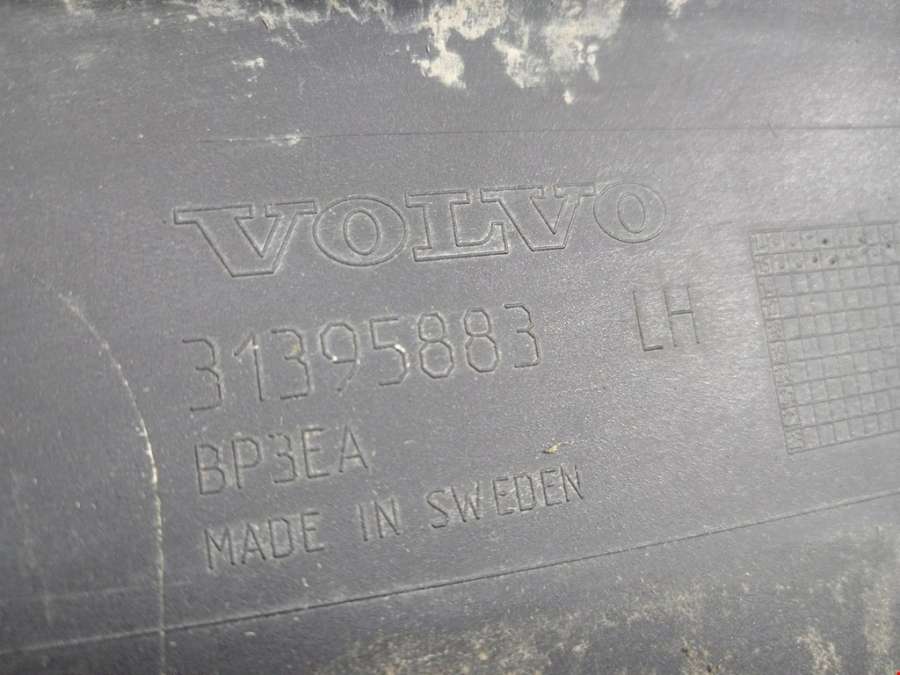 VOLVO
31395883 LH
BP3EA
MADE IN SWEDEN